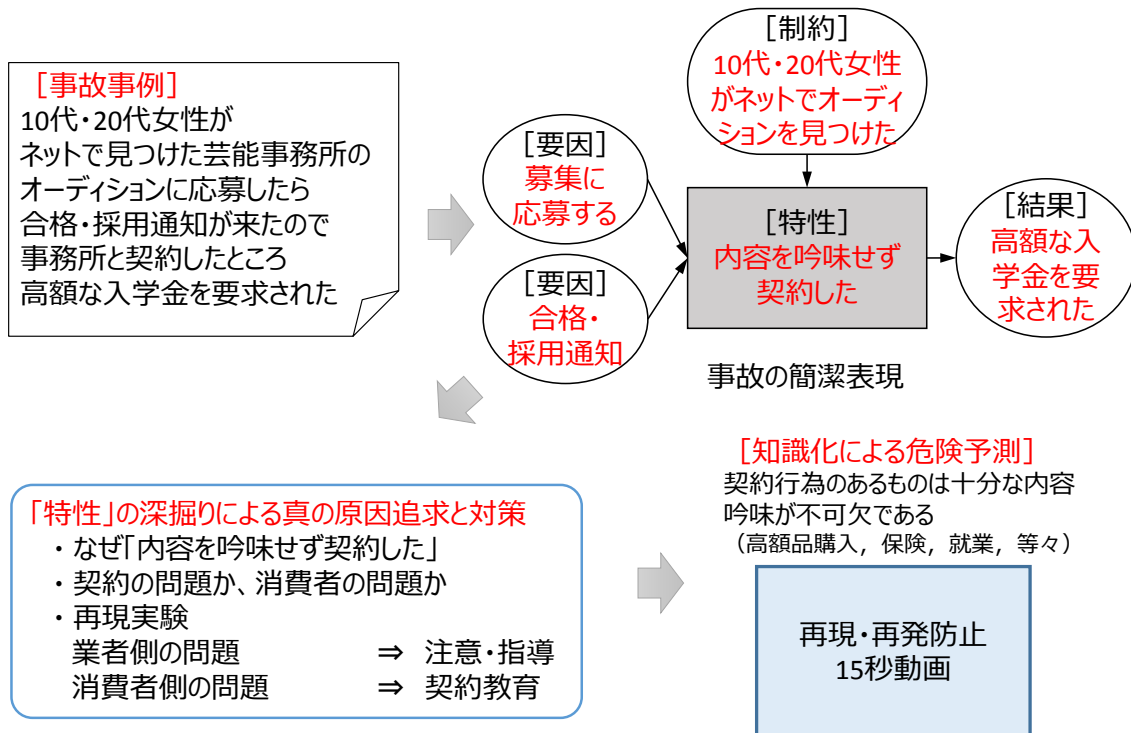 [事故事例]
10代・20代女性が
ネットで見つけた芸能事務所の
オーディションに応募したら
合格・採用通知が来たので
事務所と契約したところ
高額な入学金を要求された
[要因]
募集に
応募する
[要因]
合格・
採用通知
[制約]
10代・20代女性
がネットでオーディ
ションを見つけた
[特性]
内容を吟味せず
契約した
[結果]
高額な入
学金を要
求された
事故の簡潔表現
「特性」の深掘りによる真の原因追求と対策
・なぜ「内容を吟味せず契約した」
・契約の問題か、消費者の問題か
・再現実験
業者側の問題 ⇒ 注意・指導
消費者側の問題 ⇒ 契約教育
[知識化による危険予測]
契約行為のあるものは十分な内容
吟味が不可欠である
（高額品購入，保険，就業，等々）
再現・再発防止
15秒動画